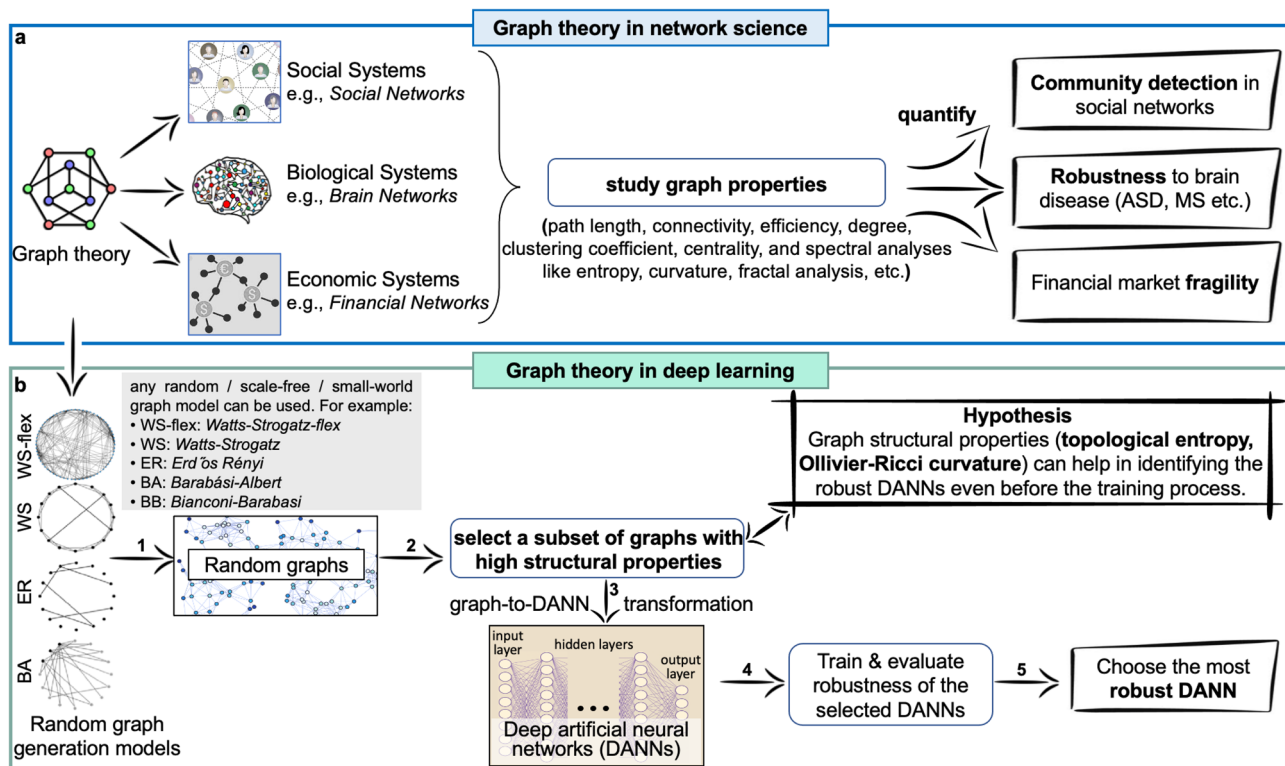 Graph theory in network science
a
Social Systems
e.g., Social Networks
Biological Systems
e.g., Brain Networks
Economic Systems
e.g., Financial Networks
Graph theory
study graph properties
(path length, connectivity, efficiency, degree,
clustering coefficient, centrality, and spectral analyses
like entropy, curvature, fractal analysis, etc.)
quantify
Community detection in
social networks
Robustness to brain
disease (ASD, MS etc.)
Financial market fragility
Graph theory in deep learning
b
WS-flex
WS
ER
BA
Random graph
generation models
any random / scale-free / small-world
graph model can be used. For example:
• WS-flex: Watts-Strogatz-flex
• WS: Watts-Strogatz
• ER: Erd ̋os Rényi
• BA: Barabási-Albert
• BB: Bianconi-Barabasi
1
Random graphs
2
select a subset of graphs with
high structural properties
Hypothesis
Graph structural properties (topological entropy,
Ollivier-Ricci curvature) can help in identifying the
robust DANNs even before the training process.
3
graph-to-DANN transformation
input
layer
hidden layers
output
layer
Deep artificial neural
networks (DANNs)
4
Train & evaluate
robustness of the
selected DANNs
5
Choose the most
robust DANN